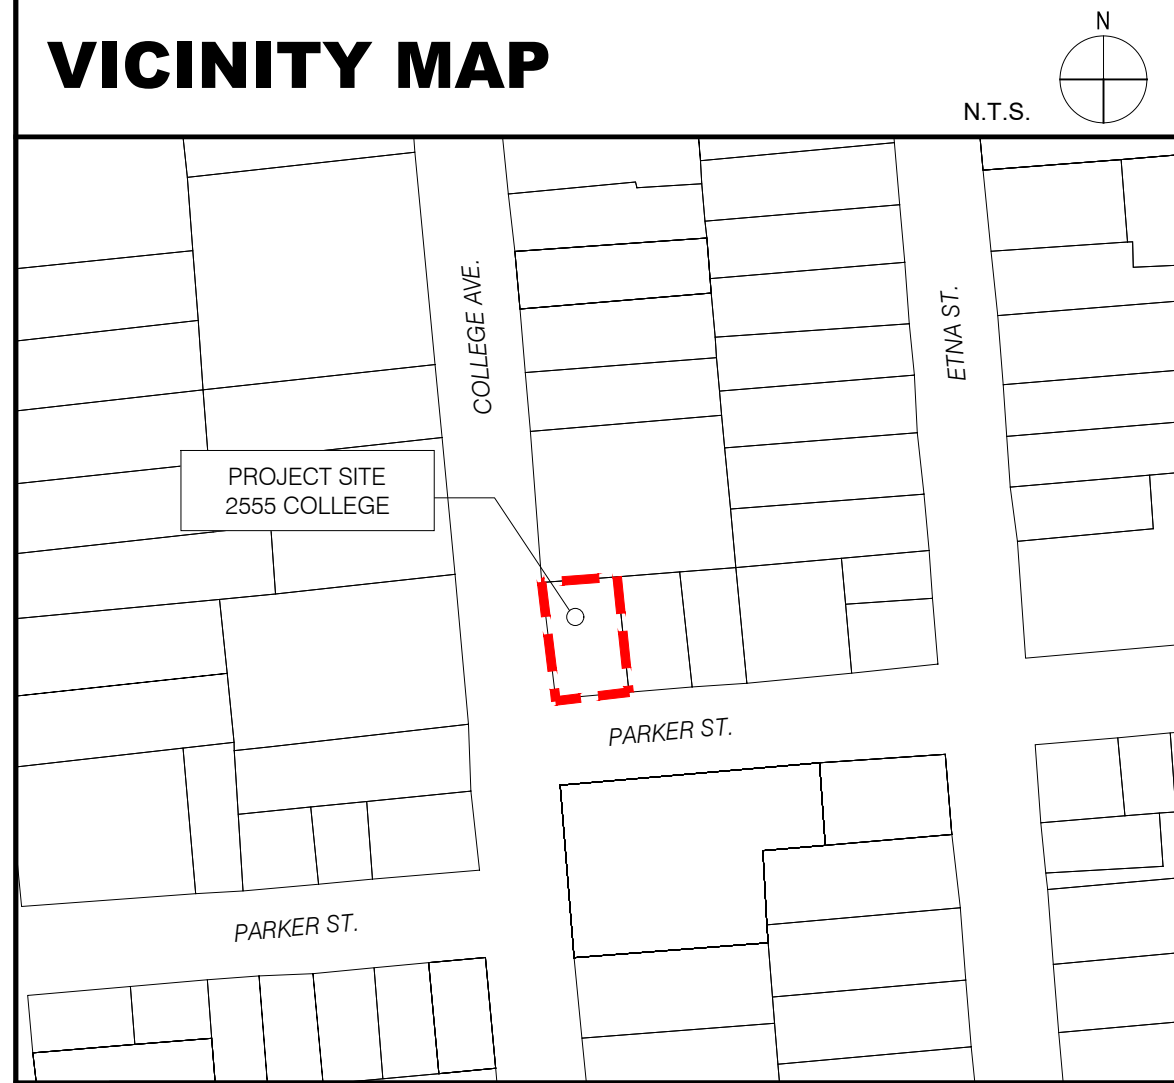 VICINITY MAP
N
N.T.S.
COLLEGE AVE.
ETNA ST.
PROJECT SITE
2555 COLLEGE
PARKER ST.
PARKER ST.